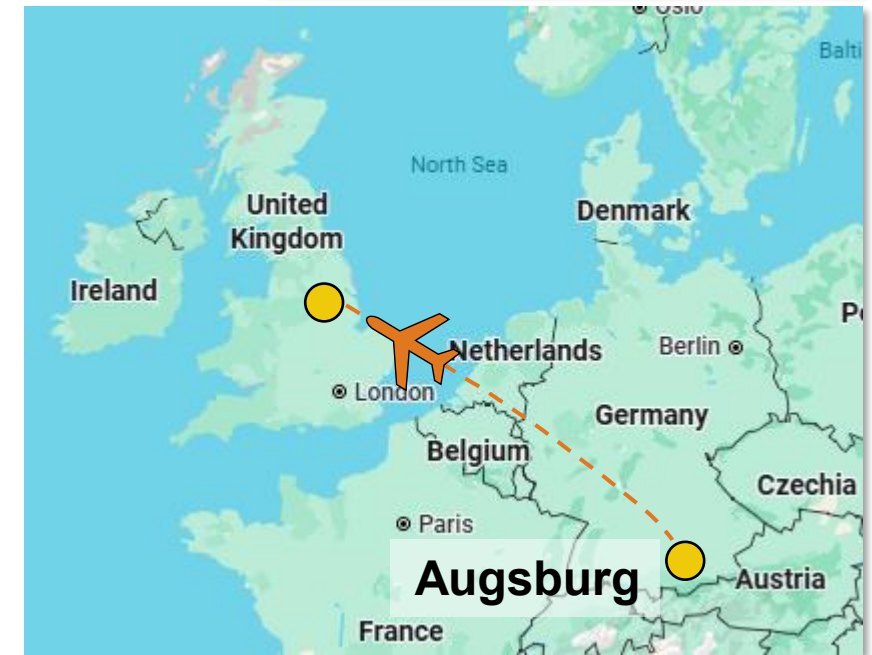 Oslo
Balti
North Sea
United
Kingdom
Denmark
Ireland
P
Netherlands
Berlin
London
Germany
Belgium
Czechia
Paris
Augsburg
Austria
France